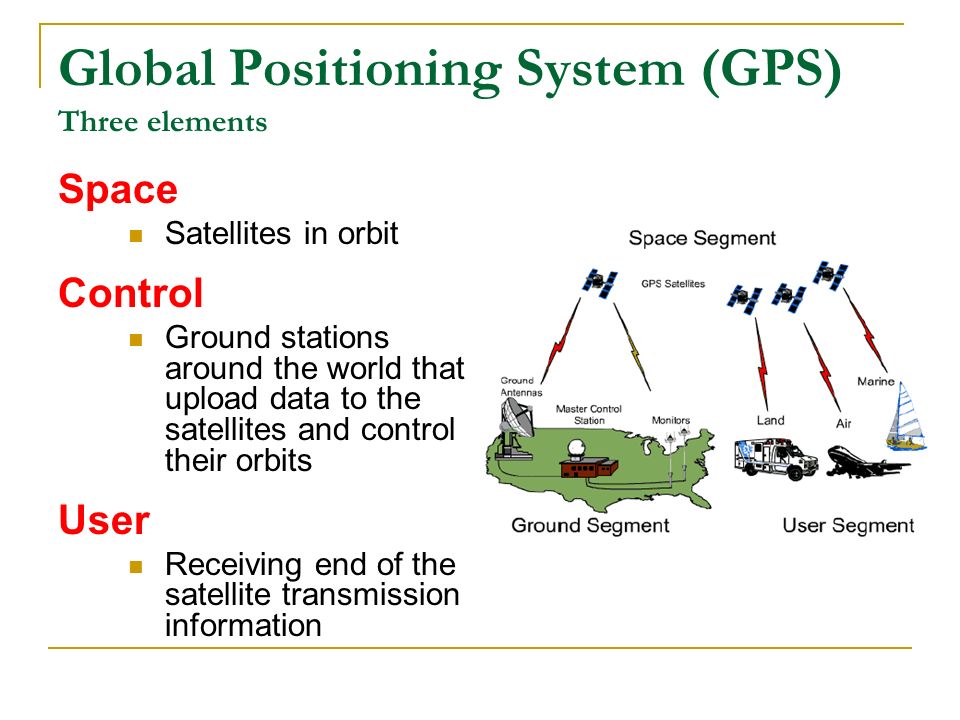 Global Positioning System (GPS)
Three elements
Space
Satellites in orbit
Control
Ground stations
around the world that
upload data to the
satellites and control
their orbits
User
Receiving end of the
satellite transmission
information
Space Segment
GPS Satellites
Ground
Antennas
Master Control
Station
Monitors
Ground Segment
Marine
Land
Air
User Segment